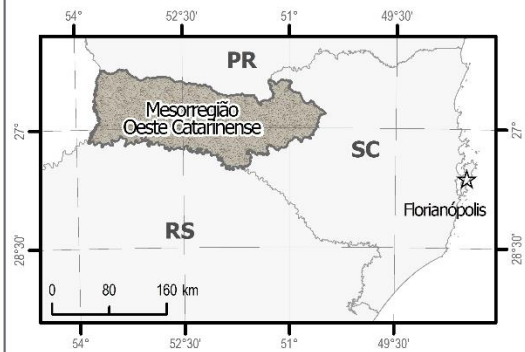 54° 52°30' 51° 49°30'
PR
Mesorregião
Oeste Catarinense
27° 27°
SC
Florianópolis
RS
28°30' 28°30'
0 80 160 km
54° 52°30' 51° 49°30'